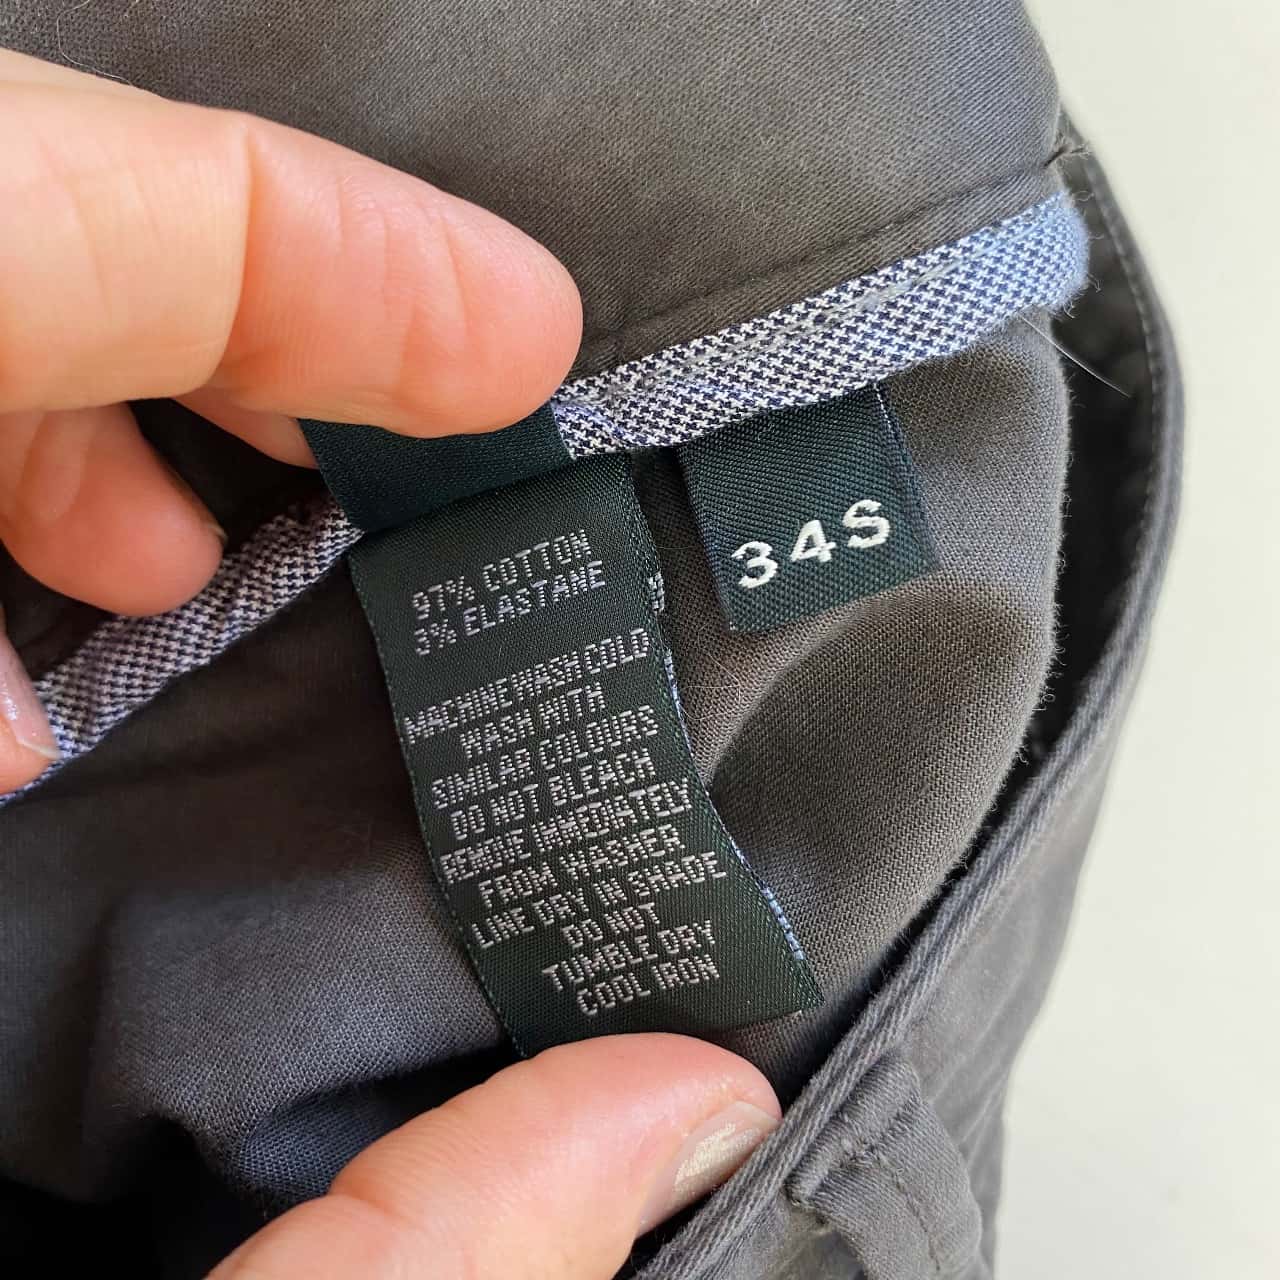 97% COTTON
3% ELASTANE
MACHINE WASH COLD
WASH WITH
SIMILAR COLOURS
DO NOT BLEACH
REMOVE IMMEDIATELY
FROM WASHER
LINE DRY IN SHADE
DO NOT
TUMBLE DRY
COOL IRON
34S